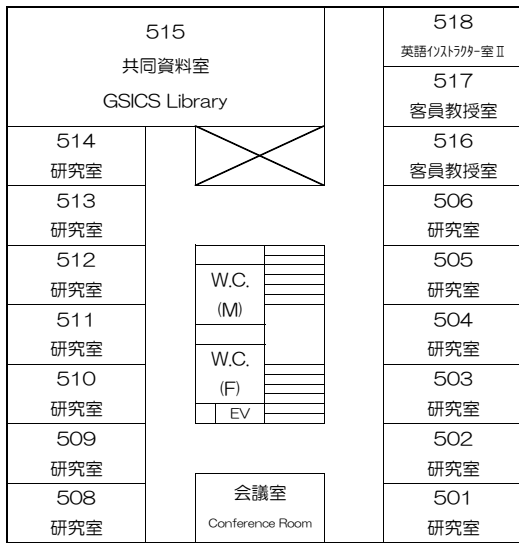 515
共同資料室
GSICS Library
518
英語インストラクター室Ⅱ
517
客員教授室
514
研究室
516
客員教授室
513
研究室
506
研究室
512
研究室
W.C.
(M)
505
研究室
511
研究室
504
研究室
510
研究室
W.C.
(F)
EV
503
研究室
509
研究室
502
研究室
508
研究室
会議室
Conference Room
501
研究室